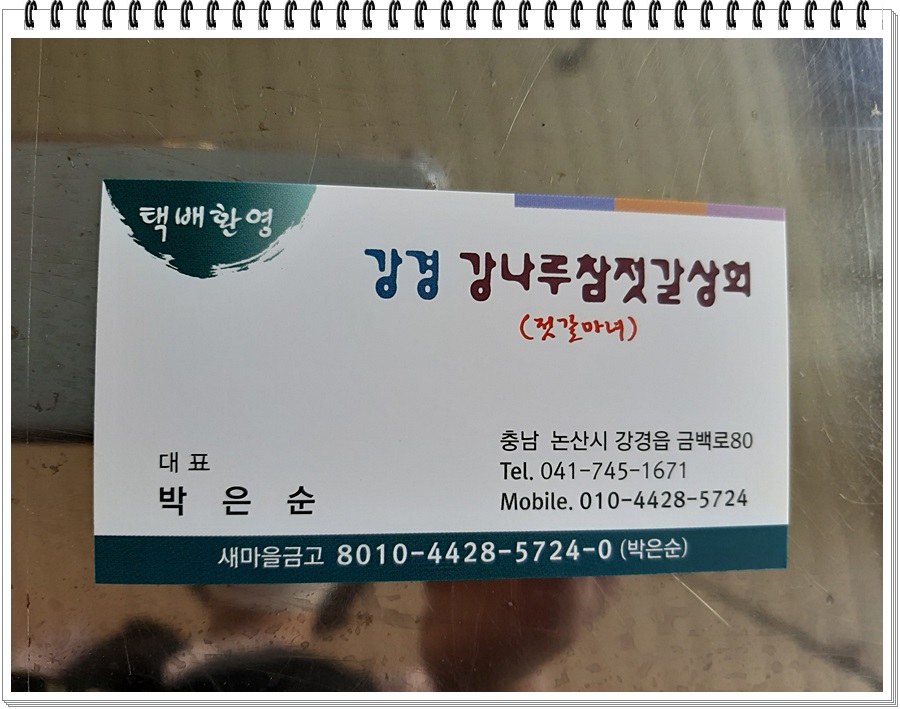 택배환영
강경 강나루참젓갈상회
(젓갈마녀)
대표
박은순
충남 논산시 강경읍 금백로80
Tel. 041-745-1671
Mobile. 010-4428-5724
새마을금고 8010-4428-5724-0 (박은순)